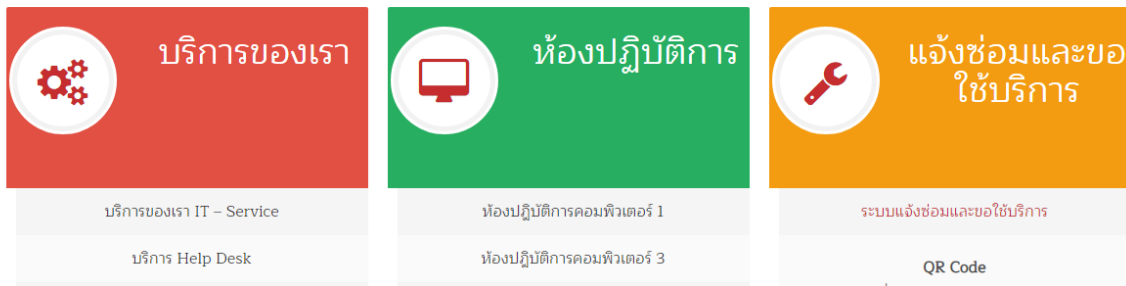 บริการของเรา
บริการของเรา IT – Service
บริการ Help Desk
ห้องปฏิบัติการ
ห้องปฎิบัติการคอมพิวเตอร์ 1
ห้องปฎิบัติการคอมพิวเตอร์ 3
แจ้งซ่อมและขอ
ใช้บริการ
ระบบแจ้งซ่อมและขอใช้บริการ
QR Code